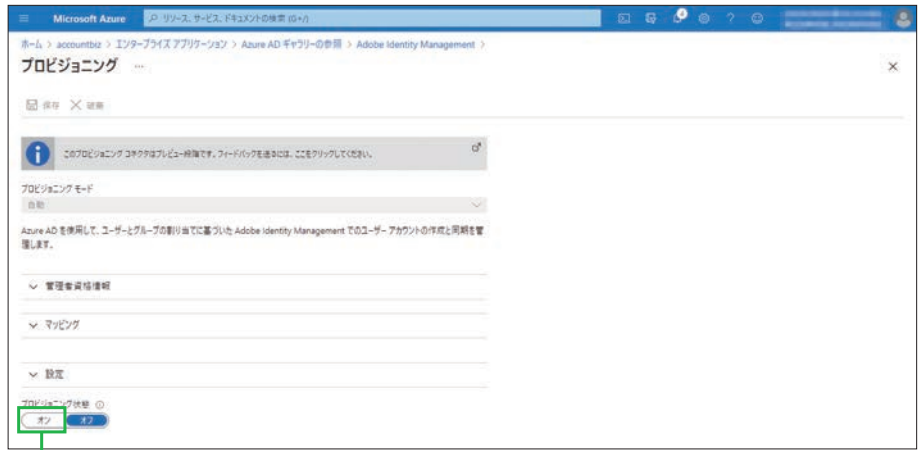 Microsoft Azure
リソース、サービス、ドキュメントの検索 (G+/)
ホーム > accountbiz > エンタープライズ アプリケーション > Azure AD ギャラリーの参照 > Adobe Identity Management >
プロビジョニング ...
保存 破棄
このプロビジョニング コネクタはプレビュー段階です。フィードバックを送るには、ここをクリックしてください。
プロビジョニング モード
自動
Azure AD を使用して、ユーザーとグループの割り当てに基づいた Adobe Identity Management でのユーザー アカウントの作成と同期を管
理します。
管理者資格情報
マッピング
設定
プロビジョニング状態
オン オフ